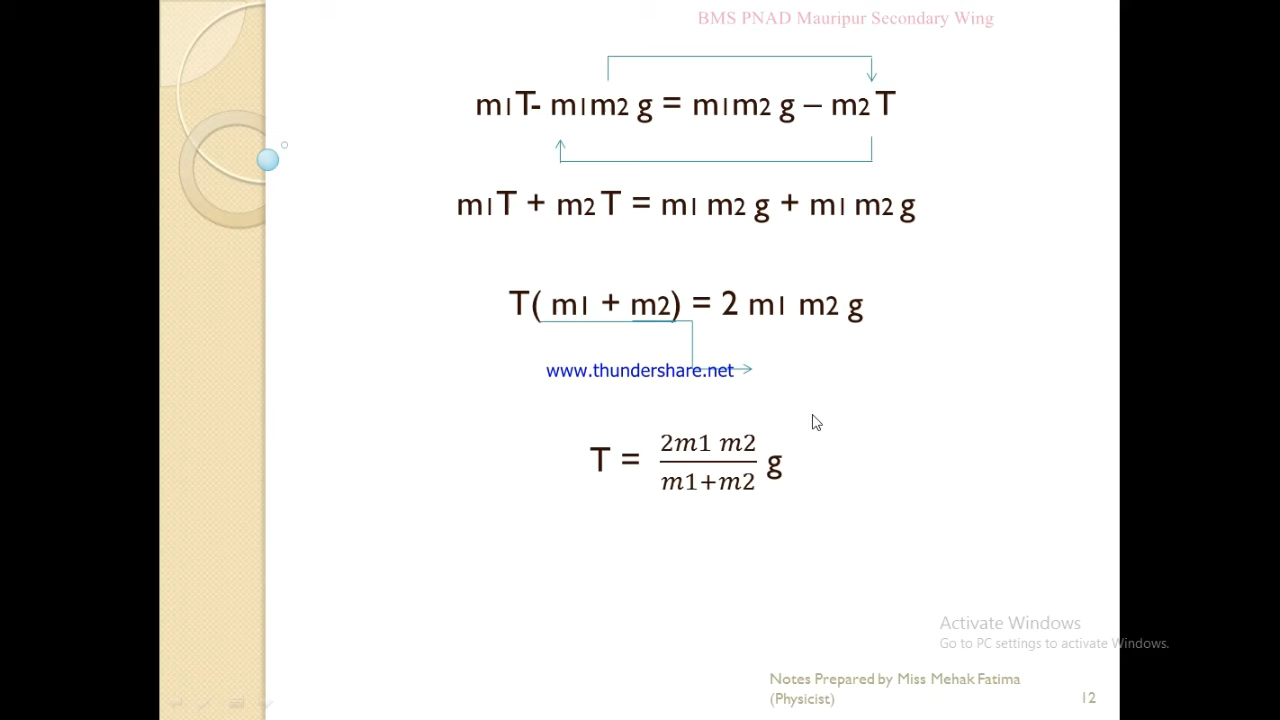 BMS PNAD Mauripur Secondary Wing
m1T- m1m2 g = m1m2 g – m2 T
m1T + m2 T = m1 m2 g + m1 m2 g
T( m1 + m2) = 2 m1 m2 g
www.thundershare.net
T = \frac{2m1 m2}{m1+m2} g
Activate Windows
Go to PC settings to activate Windows.
Notes Prepared by Miss Mehak Fatima
(Physicist)
12